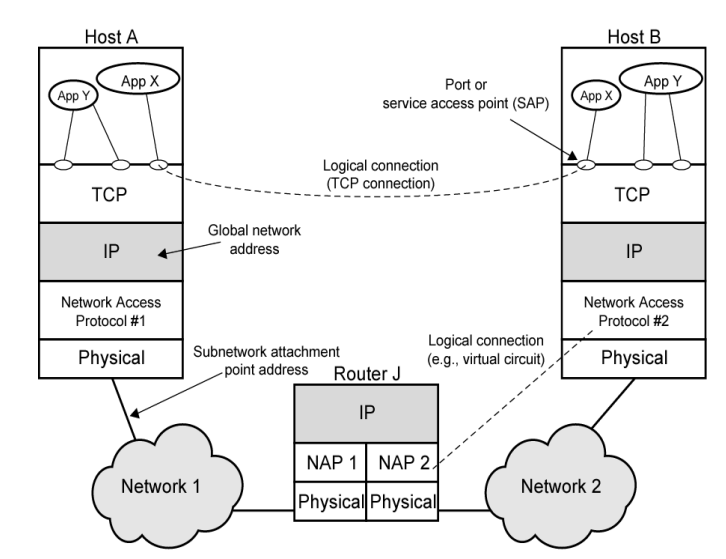 Host A
Host B
App X
App Y
Port or
service access point (SAP)
App X
App Y
Logical connection
(TCP connection)
TCP
TCP
Global network
address
IP
IP
Network Access
Protocol #1
Network Access
Protocol #2
Logical connection
(e.g., virtual circuit)
Physical
Subnetwork attachment
point address
Physical
Router J
IP
NAP 1
NAP 2
Physical
Physical
Network 1
Network 2